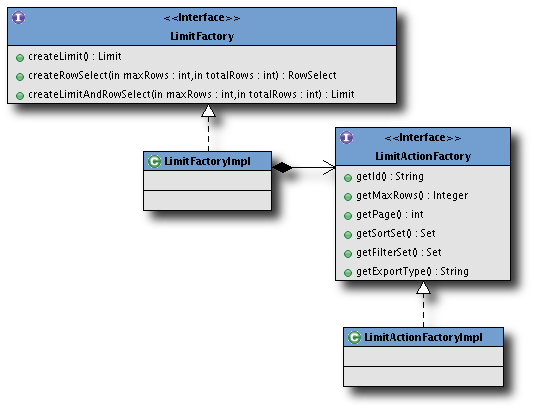 I
<<Interface>>
LimitFactory
createLimit() : Limit
createRowSelect(in maxRows : int,in totalRows : int) : RowSelect
createLimitAndRowSelect(in maxRows : int,in totalRows : int) : Limit
C LimitFactoryImpl
I
<<Interface>>
LimitActionFactory
getId() : String
getMaxRows() : Integer
getPage() : int
getSortSet() : Set
getFilterSet() : Set
getExportType() : String
C LimitActionFactoryImpl